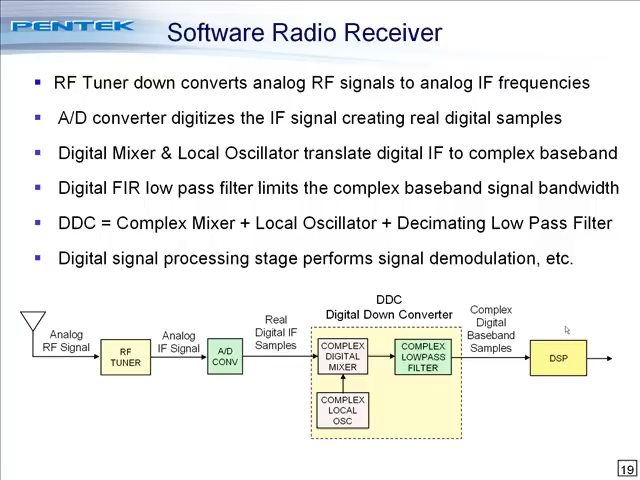 PENTEK
Software Radio Receiver
RF Tuner down converts analog RF signals to analog IF frequencies
A/D converter digitizes the IF signal creating real digital samples
Digital Mixer & Local Oscillator translate digital IF to complex baseband
Digital FIR low pass filter limits the complex baseband signal bandwidth
DDC = Complex Mixer + Local Oscillator + Decimating Low Pass Filter
Digital signal processing stage performs signal demodulation, etc.
Analog
RF Signal
RF
TUNER
Analog
IF Signal
A/D
CONV
Real
Digital IF
Samples
DDC
Digital Down Converter
COMPLEX
DIGITAL
MIXER
COMPLEX
LOWPASS
FILTER
COMPLEX
LOCAL
OSC
Complex
Digital
Baseband
Samples
DSP
19